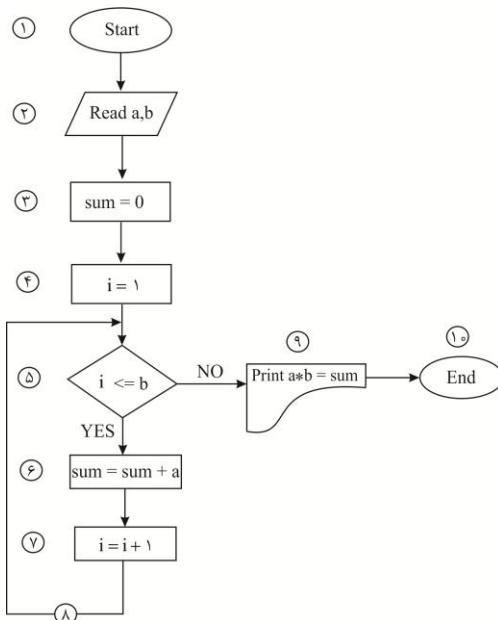 ۱ Start
۲ Read a,b
۳ sum = 0
۴ i = ۱
۵ i <= b
NO
۹
Print a*b = sum
۱۰
End
YES
۶ sum = sum + a
۷ i = i + ۱
۸